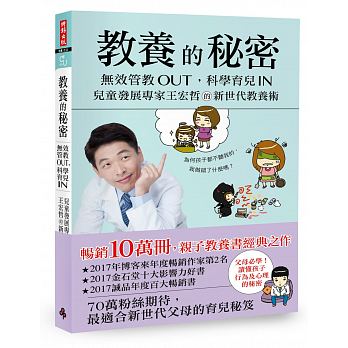 教養的秘密
無效管教OUT，科學育兒IN
兒童發展專家王宏哲的新世代教養術
為何孩子都不聽我的，
我做錯了什麼嗎？
暢銷10萬冊，親子教養書經典之作
★2017年博客來年度暢銷作家第2名
★2017金石堂十大影響力好書
★2017誠品年度百大暢銷書
70萬粉絲期待，
最適合新世代父母的育兒秘笈
父母必學！
讀懂孩子
行為及心理
的秘密
教養的秘密
無效管教OUT，科學育兒IN
時報出版